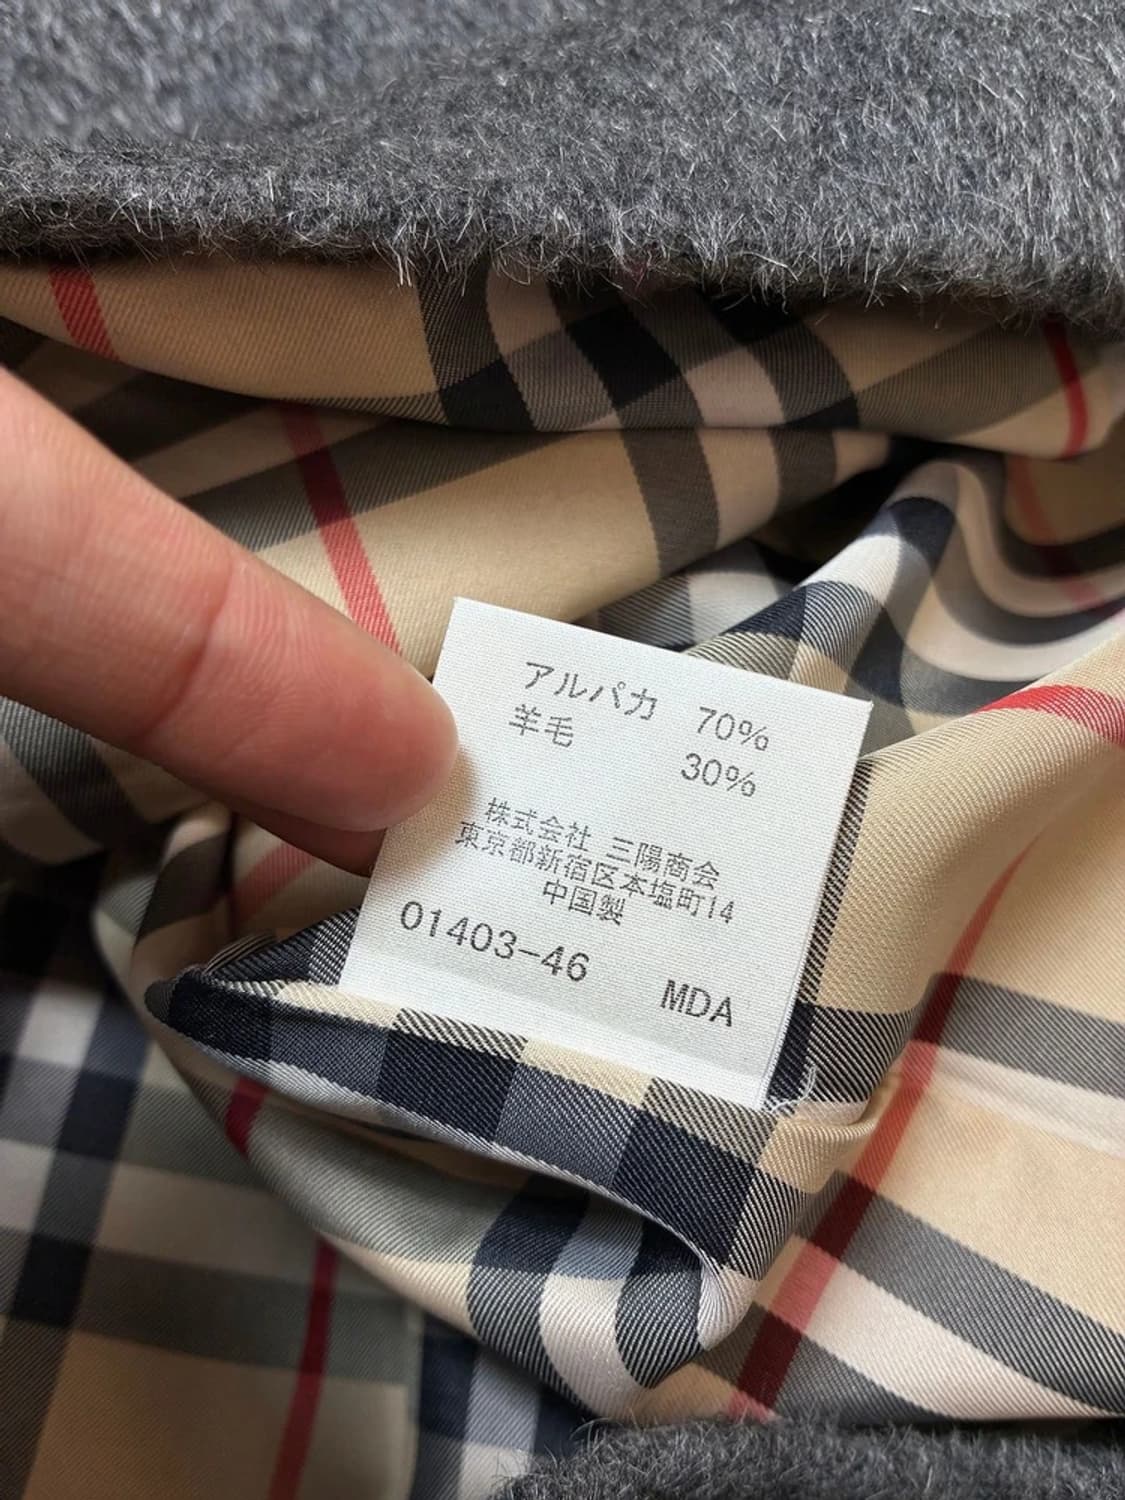 アルパカ 70%
羊毛 30%
株式会社 三陽商会
東京都新宿区本塩町14
中国製
01403-46
MDA